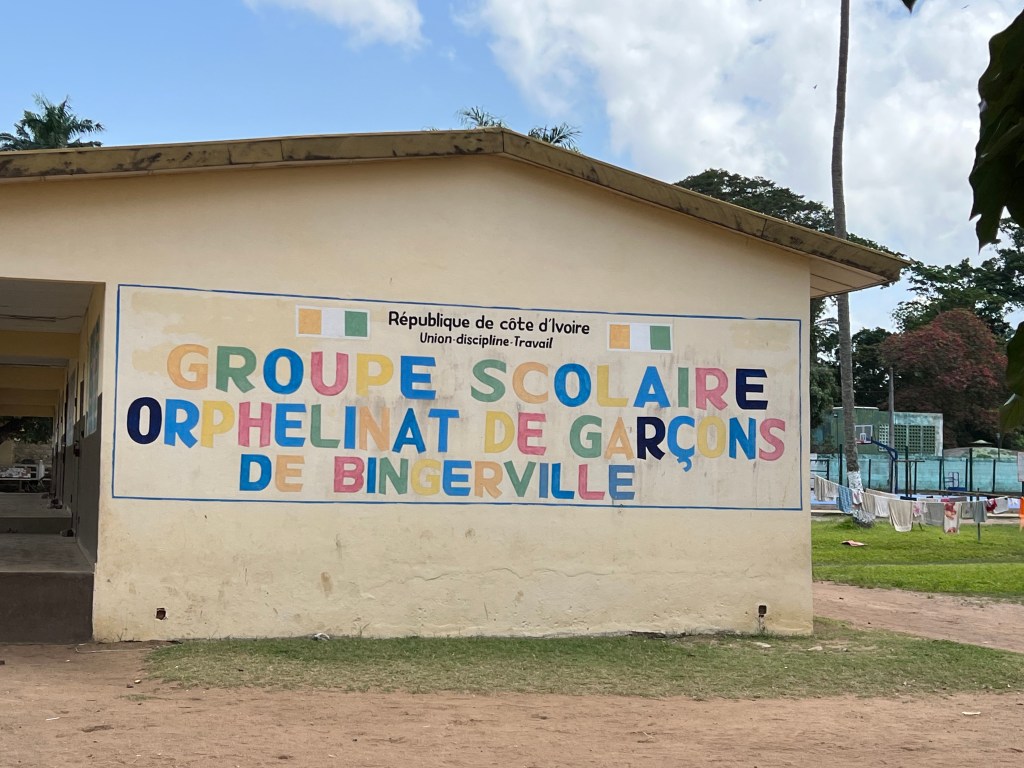 République de côte d'Ivoire
Union-discipline-Travail
GROUPE SCOLAIRE
ORPHELINAT DE GARÇONS
DE BINGERVILLE